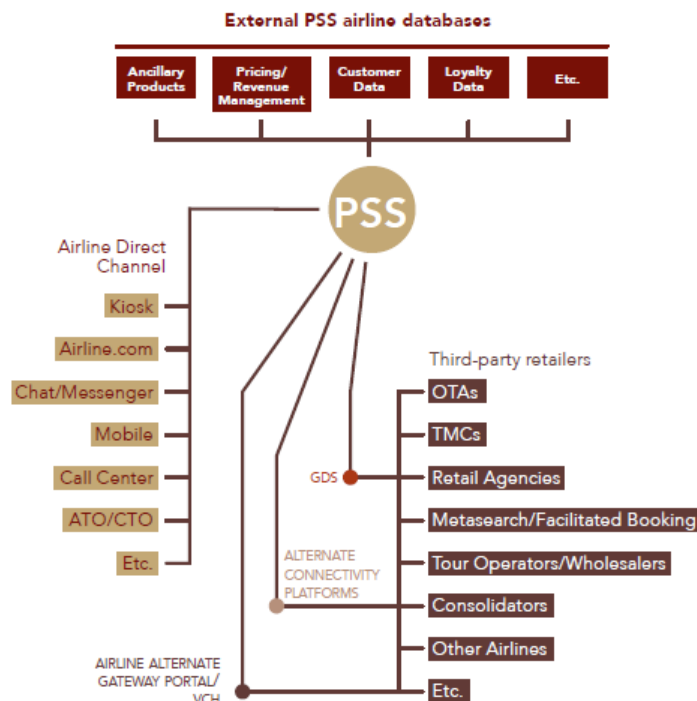 External PSS airline databases
Ancillary
Products
Pricing/
Revenue
Management
Customer
Data
Loyalty
Data
Etc.
PSS
Airline Direct
Channel
Kiosk
Airline.com
Chat/Messenger
Mobile
Call Center
ATO/CTO
Etc.
Third-party retailers
OTAs
TMCs
Retail Agencies
Metasearch/Facilitated Booking
Tour Operators/Wholesalers
Consolidators
Other Airlines
Etc.
GDS
ALTERNATE
CONNECTIVITY
PLATFORMS
AIRLINE ALTERNATE
GATEWAY PORTAL/
VCH